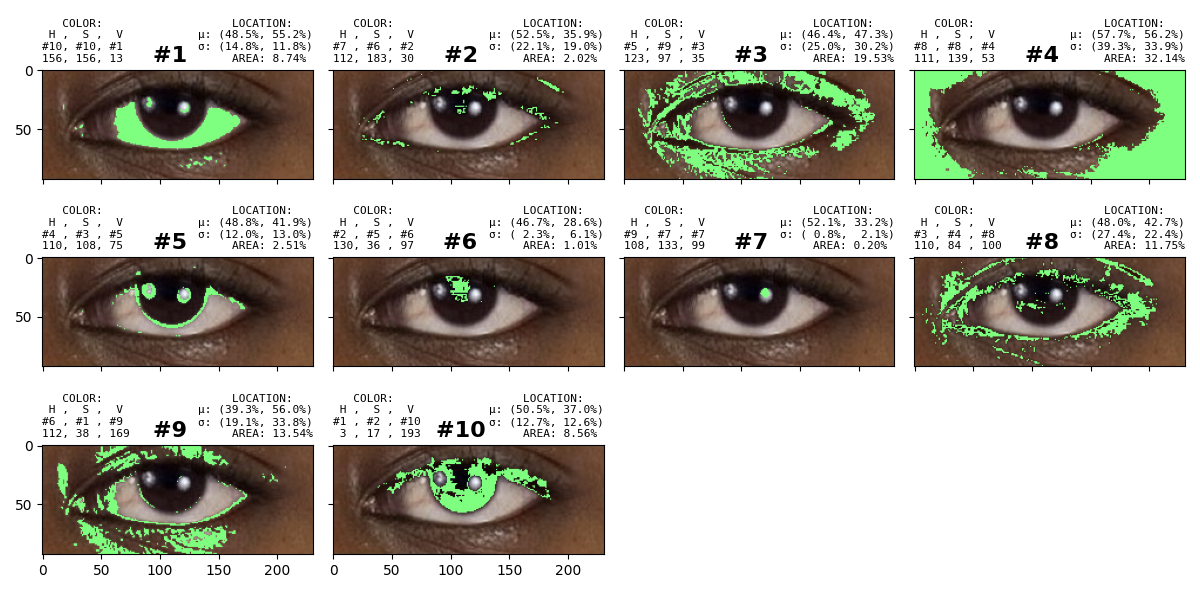 COLOR: LOCATION:
H , S , V μ: (48.5%, 55.2%)
#10, #10, #1 #1 σ: (14.8%, 11.8%)
156, 156, 13 AREA: 8.74%
COLOR: LOCATION:
H , S , V μ: (52.5%, 35.9%)
#7 , #6 , #2 #2 σ: (22.1%, 19.0%)
112, 183, 30 AREA: 2.02%
COLOR: LOCATION:
H , S , V μ: (46.4%, 47.3%)
#5 , #9 , #3 #3 σ: (25.0%, 30.2%)
123, 97 , 35 AREA: 19.53%
COLOR: LOCATION:
H , S , V μ: (57.7%, 56.2%)
#8 , #8 , #4 #4 σ: (39.3%, 33.9%)
111, 139, 53 AREA: 32.14%
0
50
COLOR: LOCATION:
H , S , V μ: (48.8%, 41.9%)
#4 , #3 , #5 #5 σ: (12.0%, 13.0%)
110, 108, 75 AREA: 2.51%
COLOR: LOCATION:
H , S , V μ: (46.7%, 28.6%)
#2 , #5 , #6 #6 σ: ( 2.3%, 6.1%)
130, 36 , 97 AREA: 1.01%
COLOR: LOCATION:
H , S , V μ: (52.1%, 33.2%)
#9 , #7 , #7 #7 σ: ( 0.8%, 2.1%)
108, 133, 99 AREA: 0.20%
COLOR: LOCATION:
H , S , V μ: (48.0%, 42.7%)
#3 , #4 , #8 #8 σ: (27.4%, 22.4%)
110, 84 , 100 AREA: 11.75%
0
50
COLOR: LOCATION:
H , S , V μ: (39.3%, 56.0%)
#6 , #1 , #9 #9 σ: (19.1%, 33.8%)
112, 38 , 169 AREA: 13.54%
COLOR: LOCATION:
H , S , V μ: (50.5%, 37.0%)
#1 , #2 , #10 #10 σ: (12.7%, 12.6%)
3 , 17 , 193 AREA: 8.56%
0
50
0 50 100 150 200
0 50 100 150 200